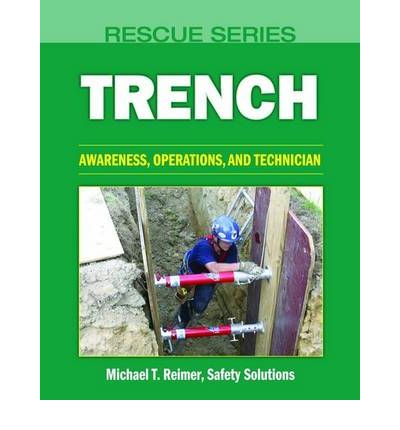 RESCUE SERIES
TRENCH
AWARENESS, OPERATIONS, AND TECHNICIAN
Michael T. Reimer, Safety Solutions